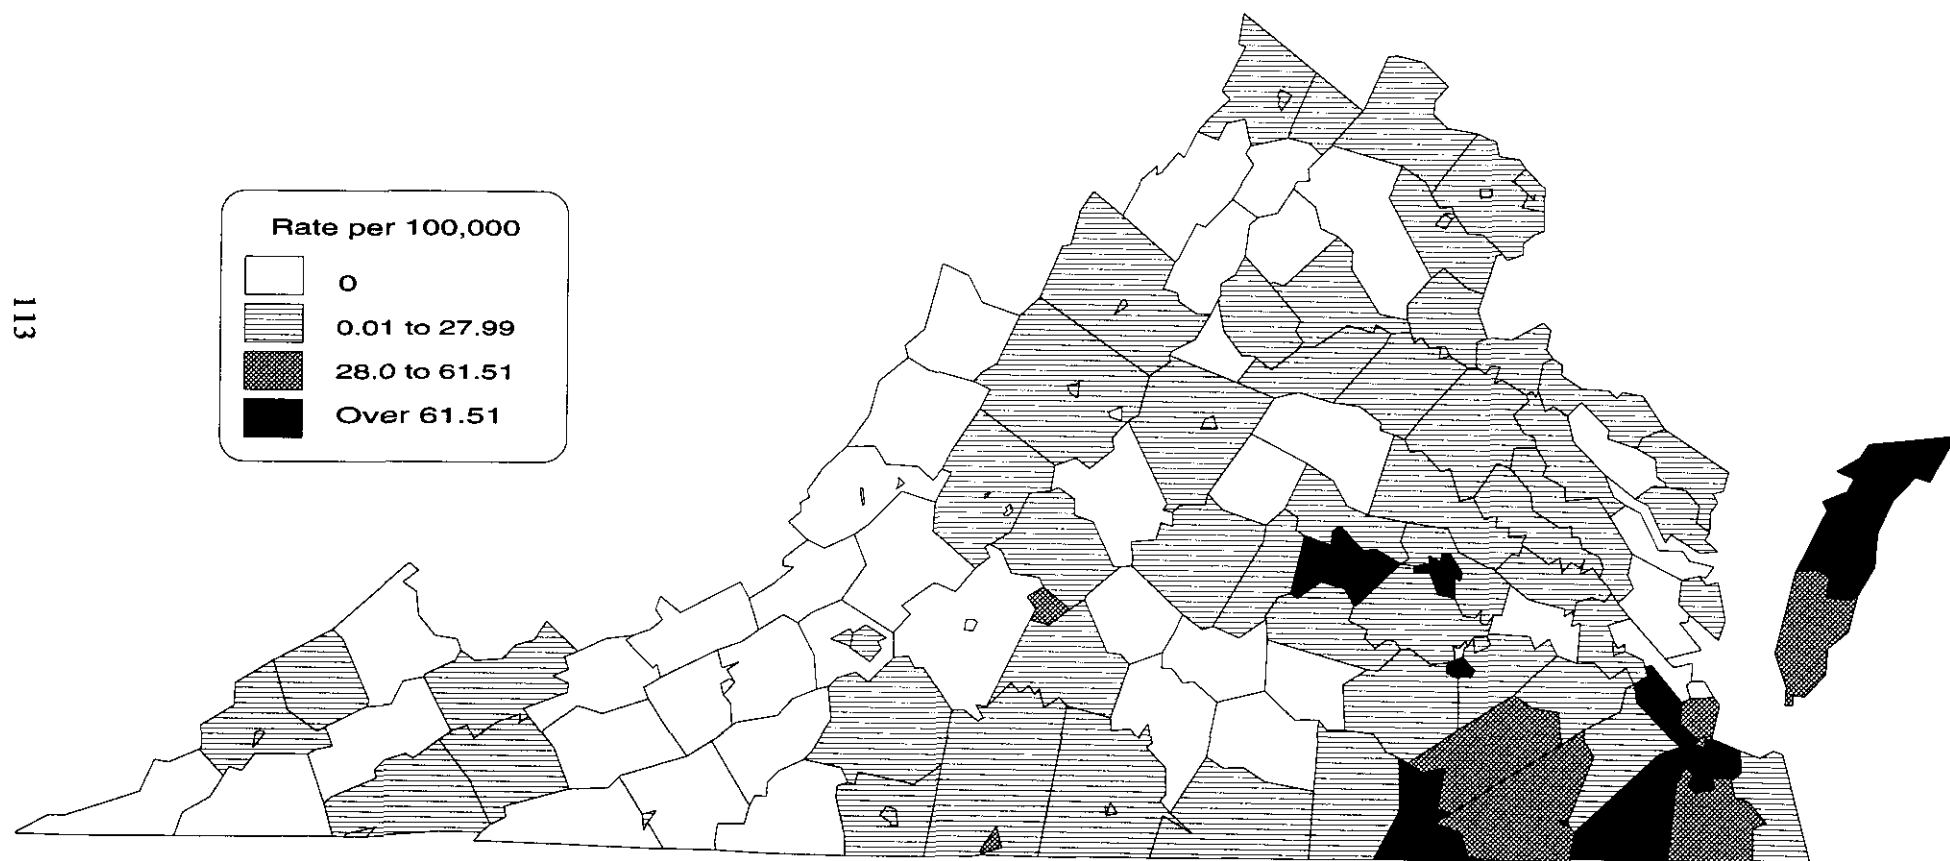 Rate per 100,000
0
0.01 to 27.99
28.0 to 61.51
Over 61.51
113